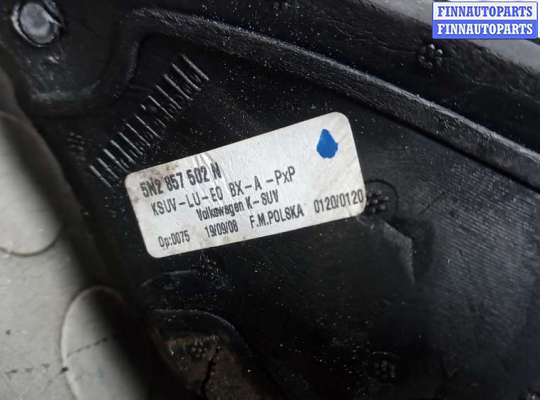 FINNAUTOPARTS
FINNAUTOPARTS
5N2 857 502 N
KSUV-LU-EO BX-A -PxP
Volkswagen K-SUV
Op:0075 19/09/08 F.M.POLSKA 0120/0120